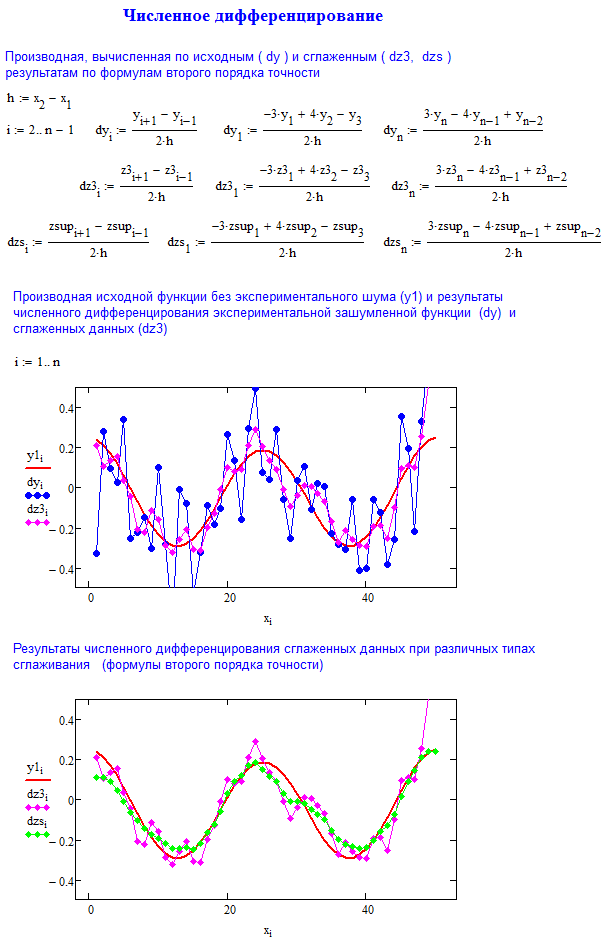 Численное дифференцирование
Производная, вычисленная по исходным ( dy ) и сглаженным ( dz3,  dzs )
результатам по формулам второго порядка точности
h := x₂ − x₁
i := 2.. n − 1    dyᵢ := (yᵢ₊₁ − yᵢ₋₁)/(2·h)    dy₁ := (−3·y₁ + 4·y₂ − y₃)/(2·h)    dyₙ := (3·yₙ − 4·yₙ₋₁ + yₙ₋₂)/(2·h)
dz3ᵢ := (z3ᵢ₊₁ − z3ᵢ₋₁)/(2·h)    dz3₁ := (−3·z3₁ + 4·z3₂ − z3₃)/(2·h)    dz3ₙ := (3·z3ₙ − 4·z3ₙ₋₁ + z3ₙ₋₂)/(2·h)
dzsᵢ := (zsupᵢ₊₁ − zsupᵢ₋₁)/(2·h)    dzs₁ := (−3·zsup₁ + 4·zsup₂ − zsup₃)/(2·h)    dzsₙ := (3·zsupₙ − 4·zsupₙ₋₁ + zsupₙ₋₂)/(2·h)
Производная исходной функции без экспериментального шума (y1) и результаты
численного дифференцирования экспериментальной зашумленной функции  (dy)  и
сглаженных данных (dz3)
i := 1.. n
0.4
0.2
0
− 0.2
− 0.4
y1ᵢ
dyᵢ
dz3ᵢ
0 20 40
xᵢ
Результаты численного дифференцирования сглаженных данных при различных типах
сглаживания   (формулы второго порядка точности)
0.4
0.2
0
− 0.2
− 0.4
y1ᵢ
dz3ᵢ
dzsᵢ
0 20 40
xᵢ